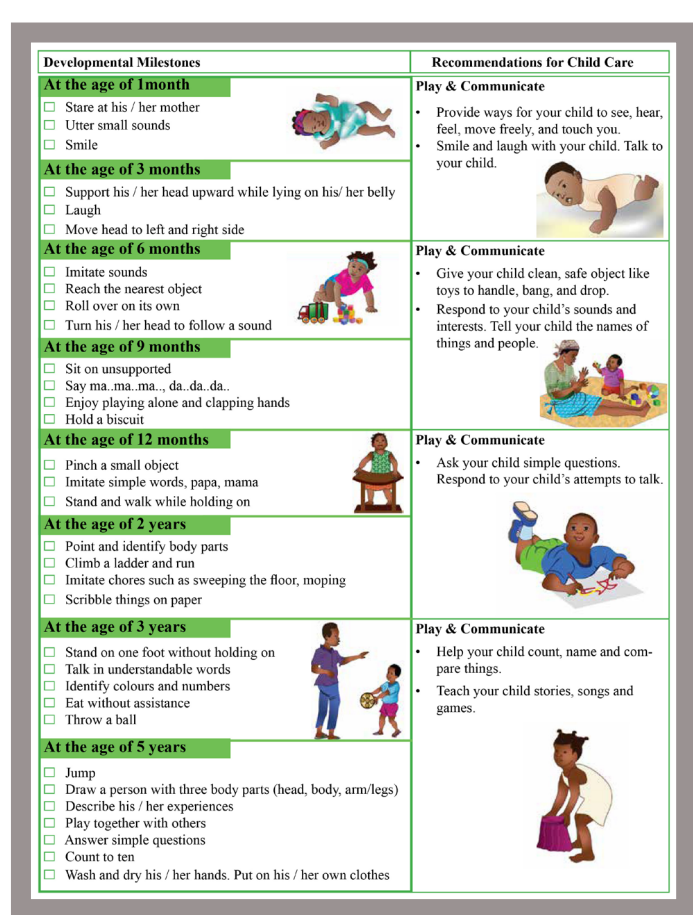 Developmental Milestones
Recommendations for Child Care
At the age of 1month
Stare at his / her mother
Utter small sounds
Smile
At the age of 3 months
Support his / her head upward while lying on his/ her belly
Laugh
Move head to left and right side
Play & Communicate
• Provide ways for your child to see, hear,
feel, move freely, and touch you.
• Smile and laugh with your child. Talk to
your child.
At the age of 6 months
Imitate sounds
Reach the nearest object
Roll over on its own
Turn his / her head to follow a sound
At the age of 9 months
Sit on unsupported
Say ma..ma..ma.., da..da..da..
Enjoy playing alone and clapping hands
Hold a biscuit
Play & Communicate
• Give your child clean, safe object like
toys to handle, bang, and drop.
• Respond to your child's sounds and
interests. Tell your child the names of
things and people.
At the age of 12 months
Pinch a small object
Imitate simple words, papa, mama
Stand and walk while holding on
At the age of 2 years
Point and identify body parts
Climb a ladder and run
Imitate chores such as sweeping the floor, moping
Scribble things on paper
Play & Communicate
• Ask your child simple questions.
Respond to your child's attempts to talk.
At the age of 3 years
Stand on one foot without holding on
Talk in understandable words
Identify colours and numbers
Eat without assistance
Throw a ball
At the age of 5 years
Jump
Draw a person with three body parts (head, body, arm/legs)
Describe his / her experiences
Play together with others
Answer simple questions
Count to ten
Wash and dry his / her hands. Put on his / her own clothes
Play & Communicate
• Help your child count, name and com-
pare things.
• Teach your child stories, songs and
games.